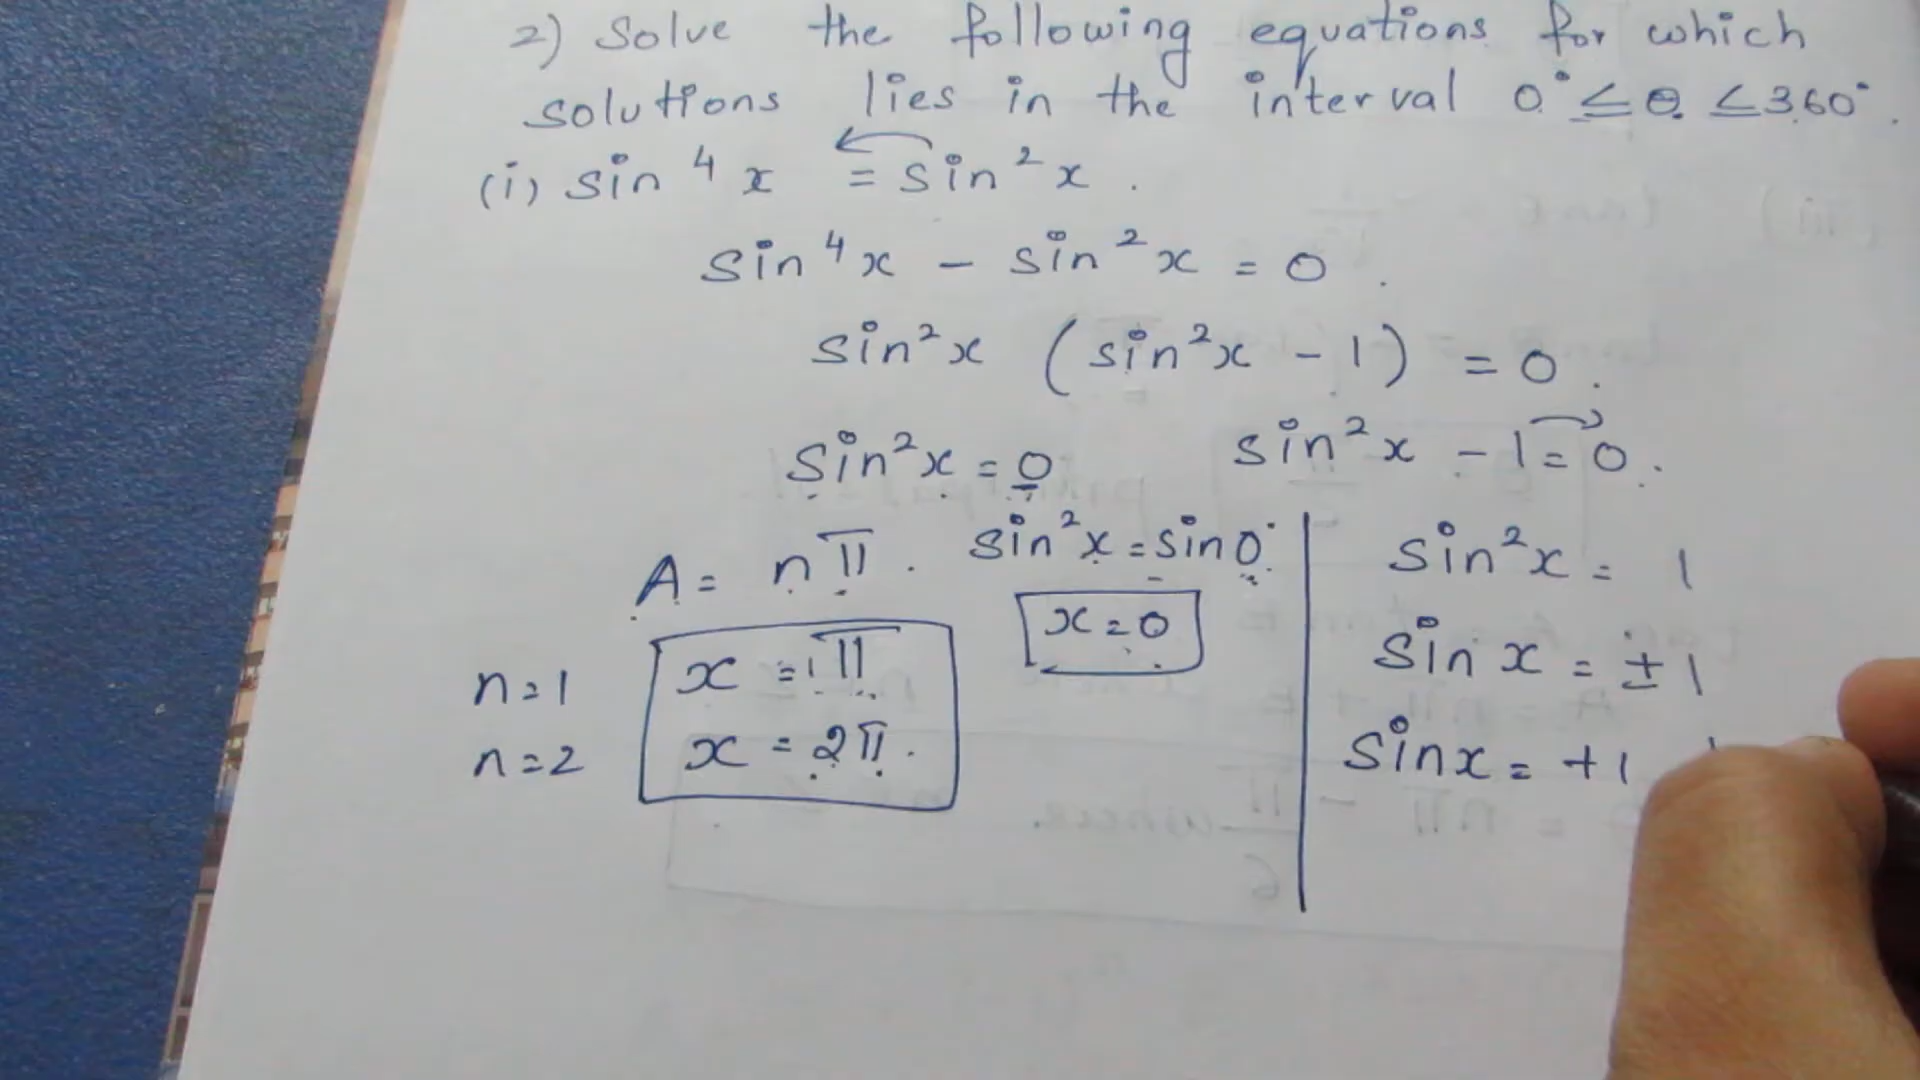 2) Solve the following equations for which
solutions lies in the interval 0° ≤ θ ≤ 360°.
(i) sin⁴x = sin²x.
sin⁴x - sin²x = 0.
sin²x (sin²x - 1) = 0.
sin²x = 0
sin²x - 1 = 0.
A = nπ.
sin²x = sin 0°
x = 0
n=1 x = 1π
n=2 x = 2π.
sin²x = 1
sin x = ±1
sin x = +1